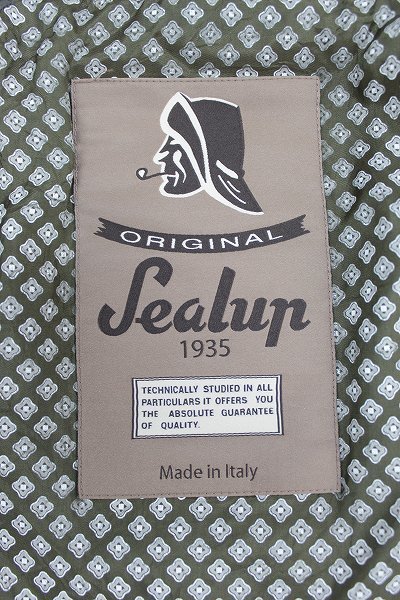 ORIGINAL
Sealup
1935
TECHNICALLY STUDIED IN ALL
PARTICULARS IT OFFERS YOU
THE ABSOLUTE GUARANTEE
OF QUALITY.
Made in Italy